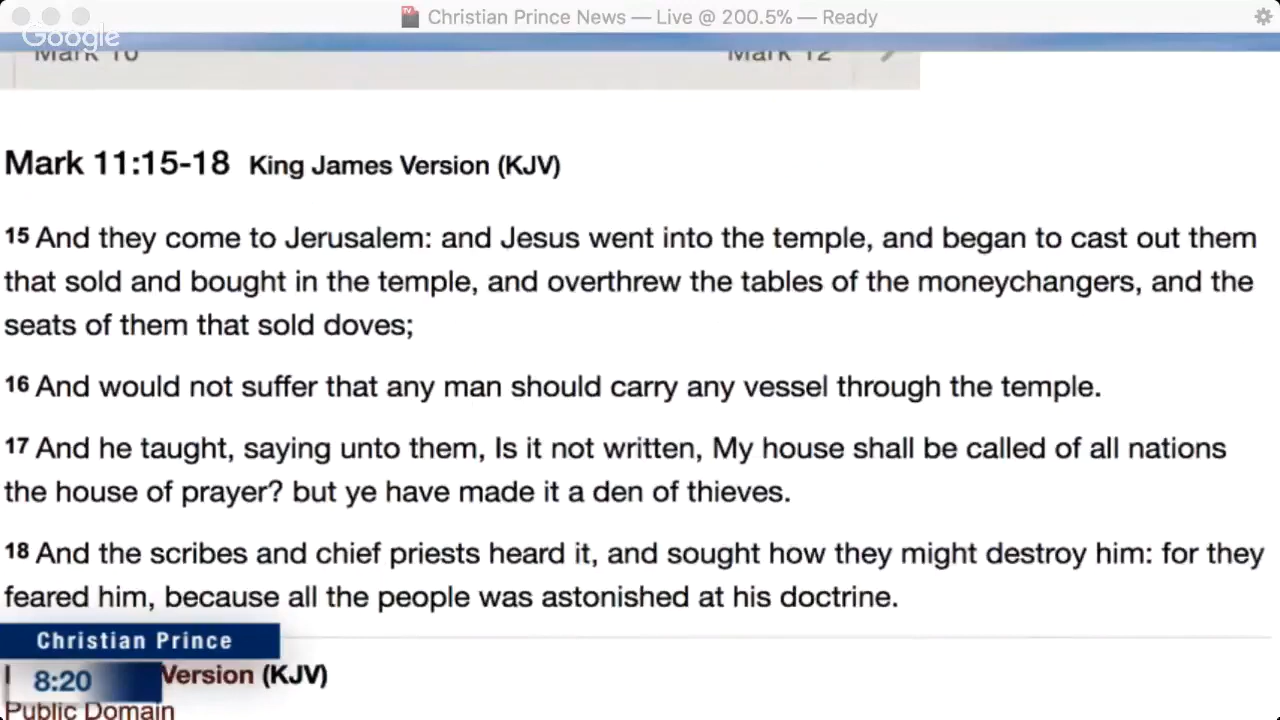 Christian Prince News — Live @ 200.5% — Ready
Google
Mark 10 Mark 12
Mark 11:15-18 King James Version (KJV)
15 And they come to Jerusalem: and Jesus went into the temple, and began to cast out them
that sold and bought in the temple, and overthrew the tables of the moneychangers, and the
seats of them that sold doves;
16 And would not suffer that any man should carry any vessel through the temple.
17 And he taught, saying unto them, Is it not written, My house shall be called of all nations
the house of prayer? but ye have made it a den of thieves.
18 And the scribes and chief priests heard it, and sought how they might destroy him: for they
feared him, because all the people was astonished at his doctrine.
Christian Prince
8:20 Version (KJV)
Public Domain